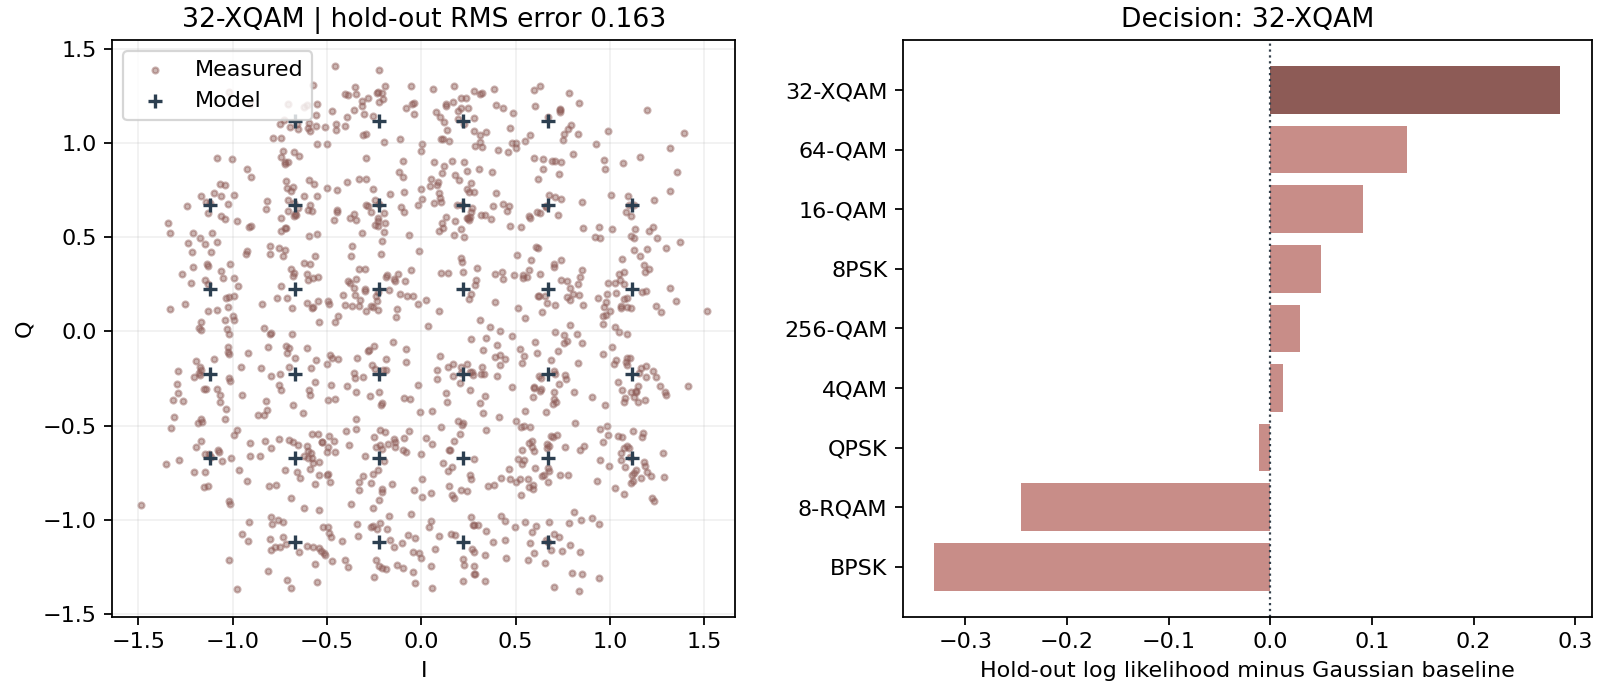 32-XQAM | hold-out RMS error 0.163
Measured
Model
1.5
1.0
0.5
0.0
−0.5
−1.0
−1.5
−1.5
−1.0
−0.5
0.0
0.5
1.0
1.5
Q
I
Decision: 32-XQAM
32-XQAM
64-QAM
16-QAM
8PSK
256-QAM
4QAM
QPSK
8-RQAM
BPSK
−0.3
−0.2
−0.1
0.0
0.1
0.2
0.3
Hold-out log likelihood minus Gaussian baseline